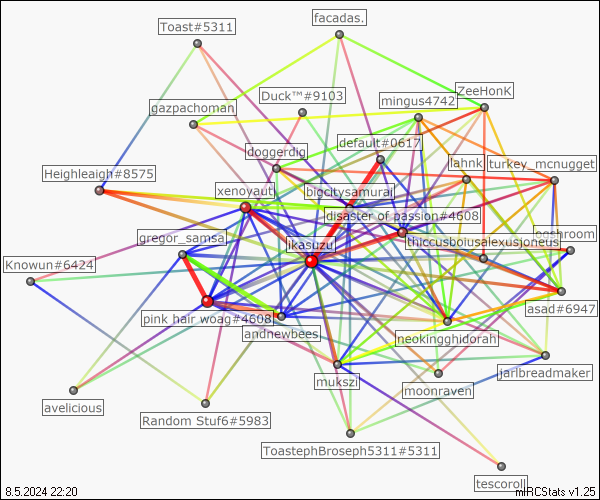 facadas.
Toast#5311
ZeeHonK
Duck™#9103
mingus4742
gazpachoman
default#0617
doggerdig
lahnk
turkey_mcnugget
Heighleaigh#8575
xenoyaut
bigcitysamurai
disaster of passion#4608
gregor_samsa
likasuzu
thiccusboiusalexusjoneus
Knowun#6424
asad#6947
pink hair woag#4608
andnewbees
neokingghidorah
jarlbreadmaker
mukszi
moonraven
avelicious
Random Stuf6#5983
ToastephBroseph5311#5311
tescoroll
8.5.2024 22:20
mIRCStats v1.25